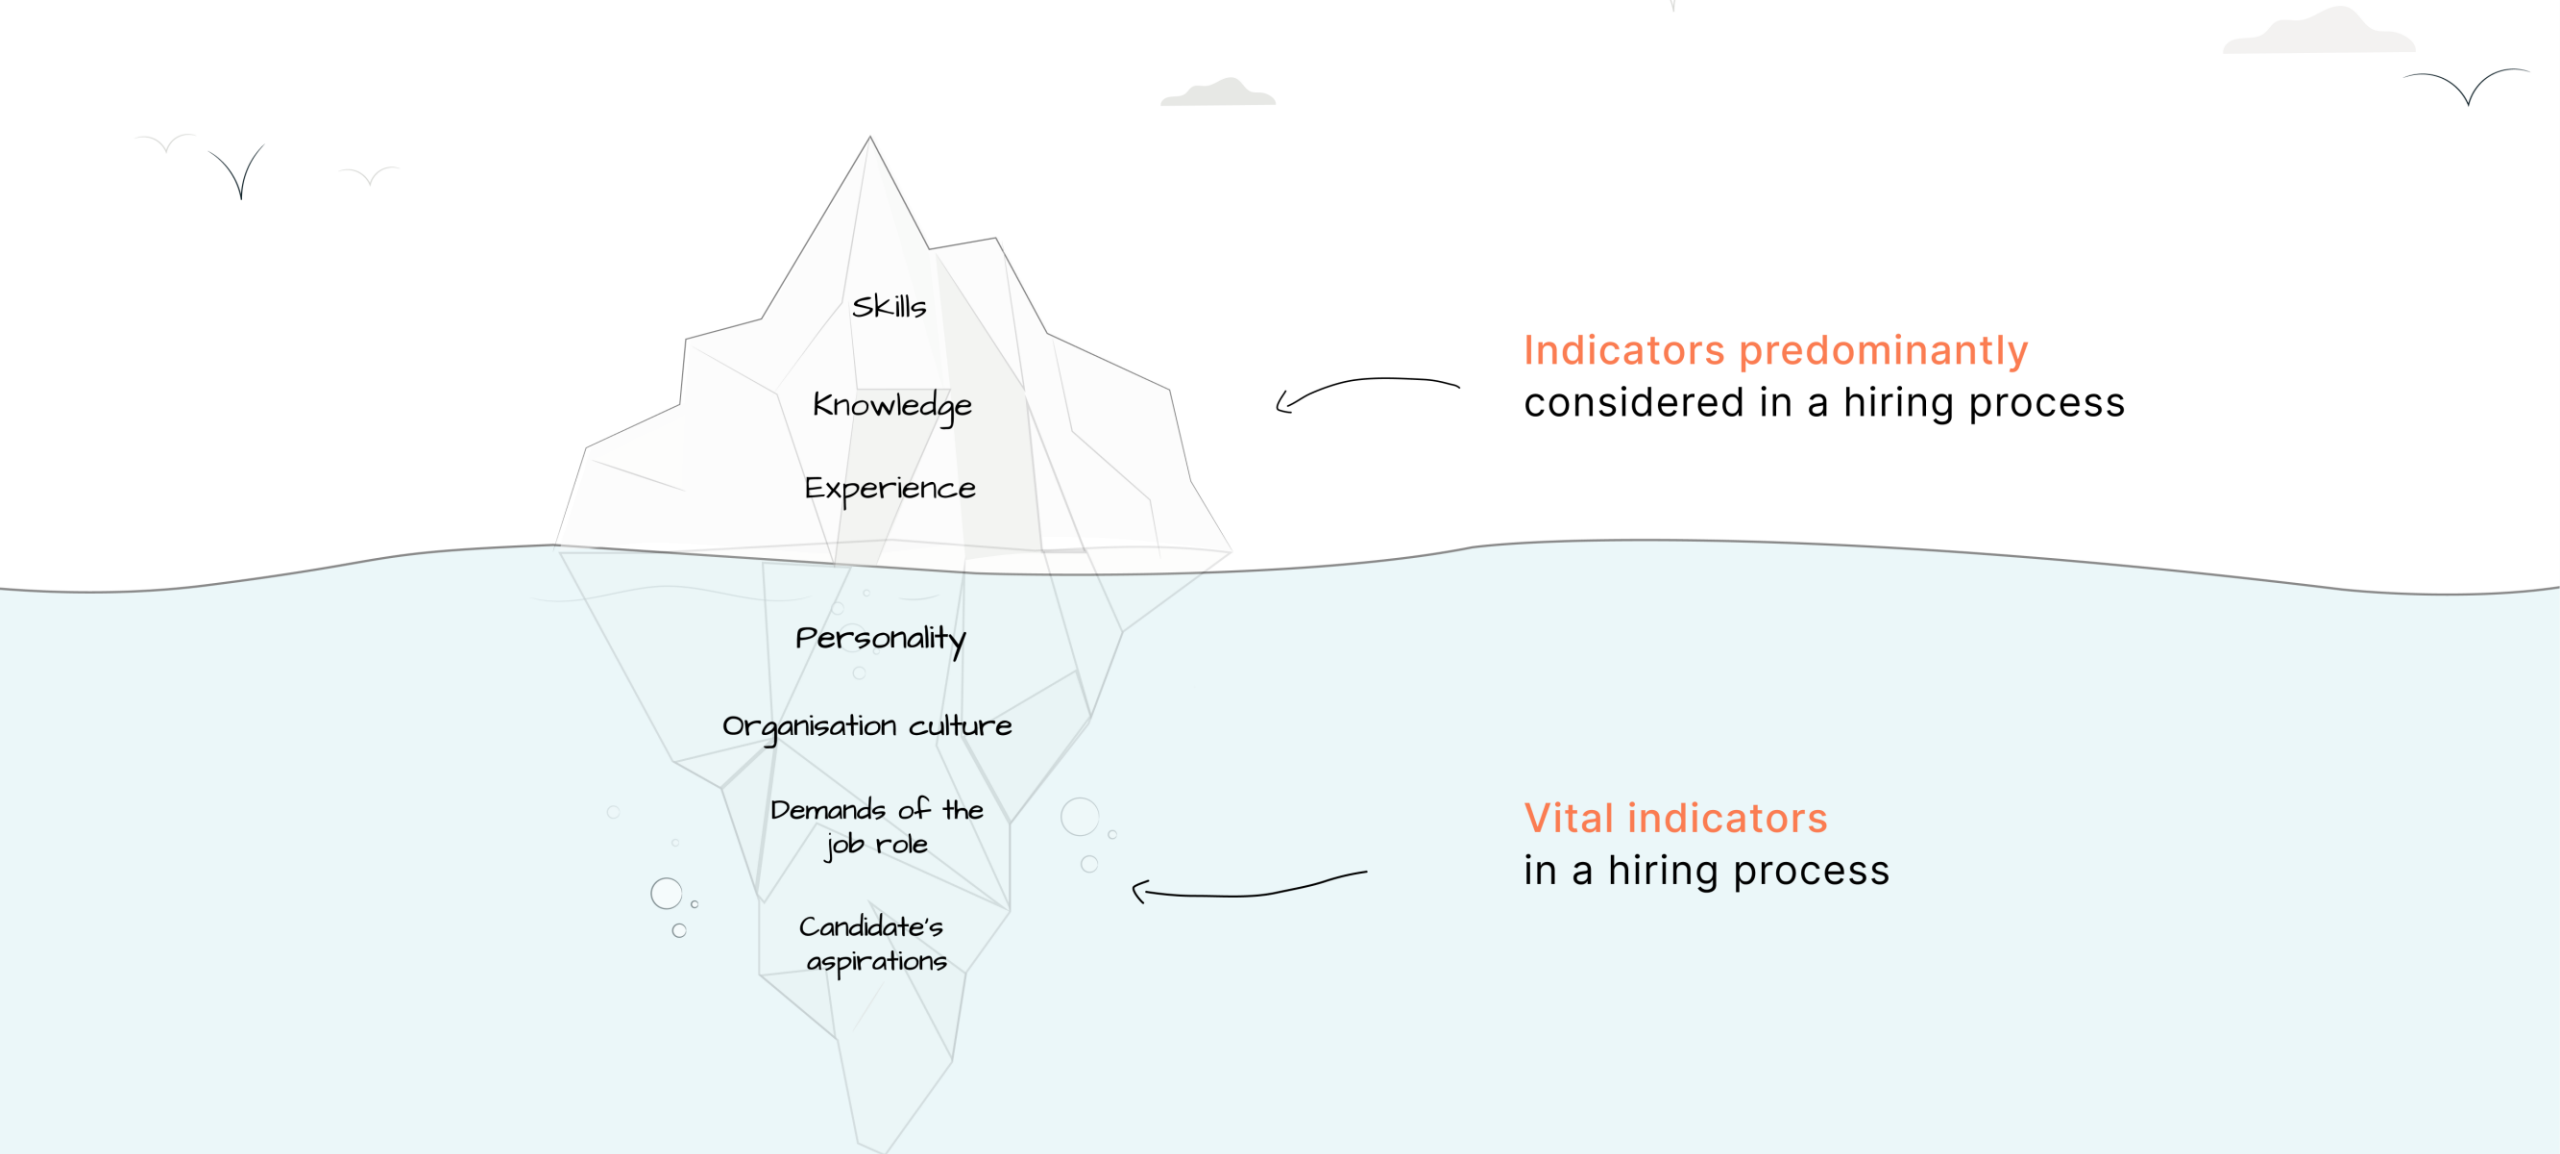 Skills
Knowledge
Experience
Indicators predominantly
considered in a hiring process
Personality
Organisation culture
Demands of the
job role
Candidate's
aspirations
Vital indicators
in a hiring process